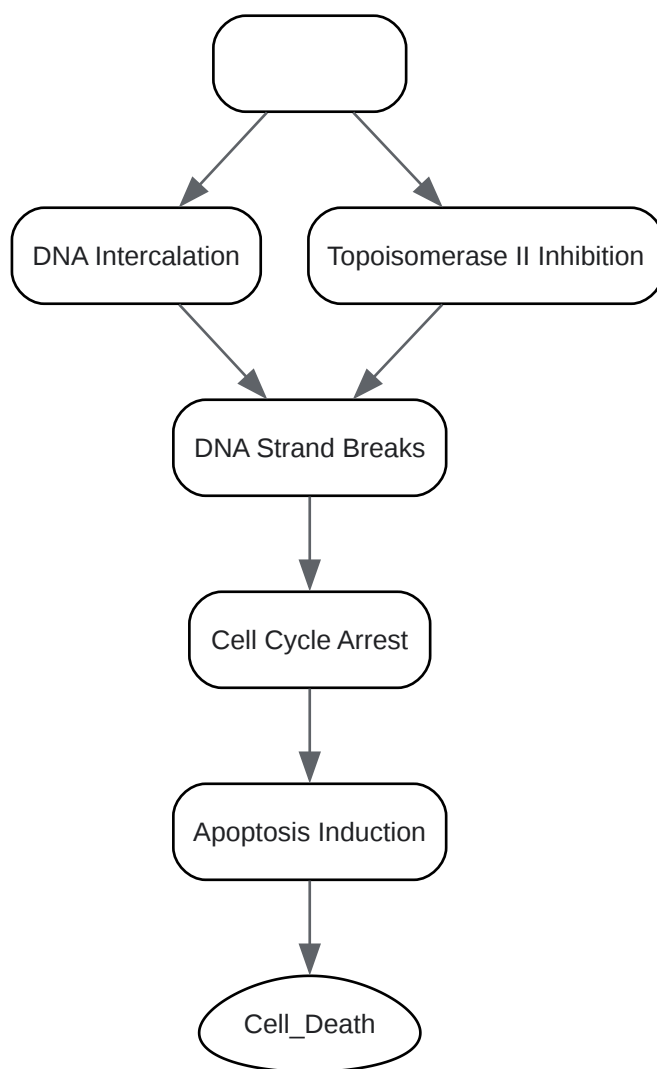 DNA Intercalation
Topoisomerase II Inhibition
DNA Strand Breaks
Cell Cycle Arrest
Apoptosis Induction
Cell_Death